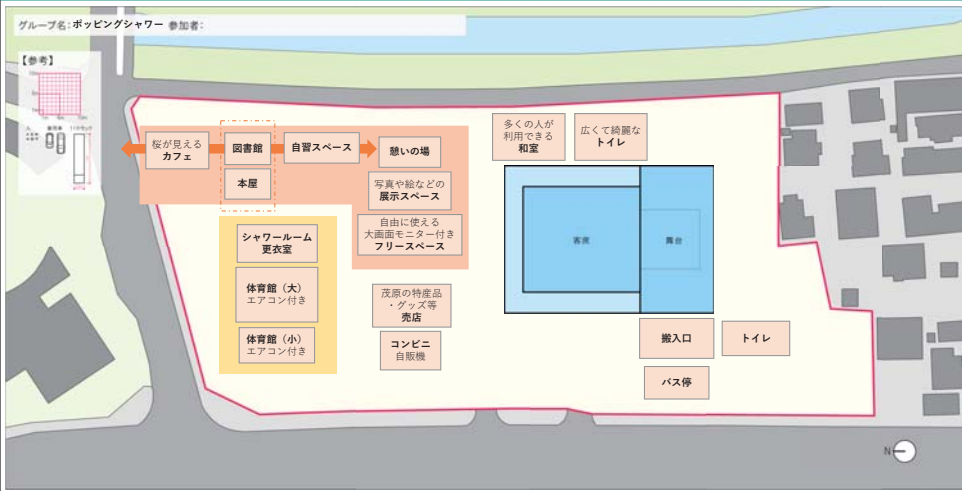 グループ名：ポッピングシャワー 参加者：
【参考】
桜が見える
カフェ
図書館
自習スペース
憩いの場
本屋
写真や絵などの
展示スペース
自由に使える
大画面モニター付き
フリースペース
多くの人が
利用できる
和室
広くて綺麗な
トイレ
客席
舞台
シャワールーム
更衣室
体育館（大）
エアコン付き
体育館（小）
エアコン付き
茂原の特産品
・グッズ等
売店
コンビニ
自販機
搬入口
トイレ
バス停
N